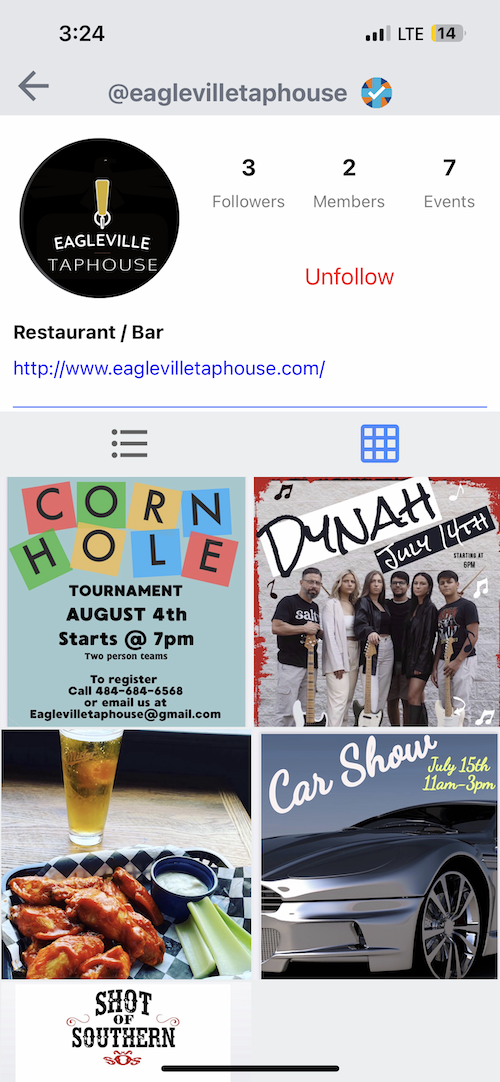 3:24
LTE 14
@eaglevilletaphouse
EAGLEVILLE
TAPHOUSE
3 2 7
Followers Members Events
Unfollow
Restaurant / Bar
http://www.eaglevilletaphouse.com/
CORN
HOLE
TOURNAMENT
AUGUST 4th
Starts @ 7pm
Two person teams
To register
Call 484-684-6568
or email us at
Eaglevilletaphouse@gmail.com
DYNAH
July 14TH
STARTING AT
6PM
salt
Car Show
July 15th
11am-3pm
SHOT
OF
SOUTHERN
SOS